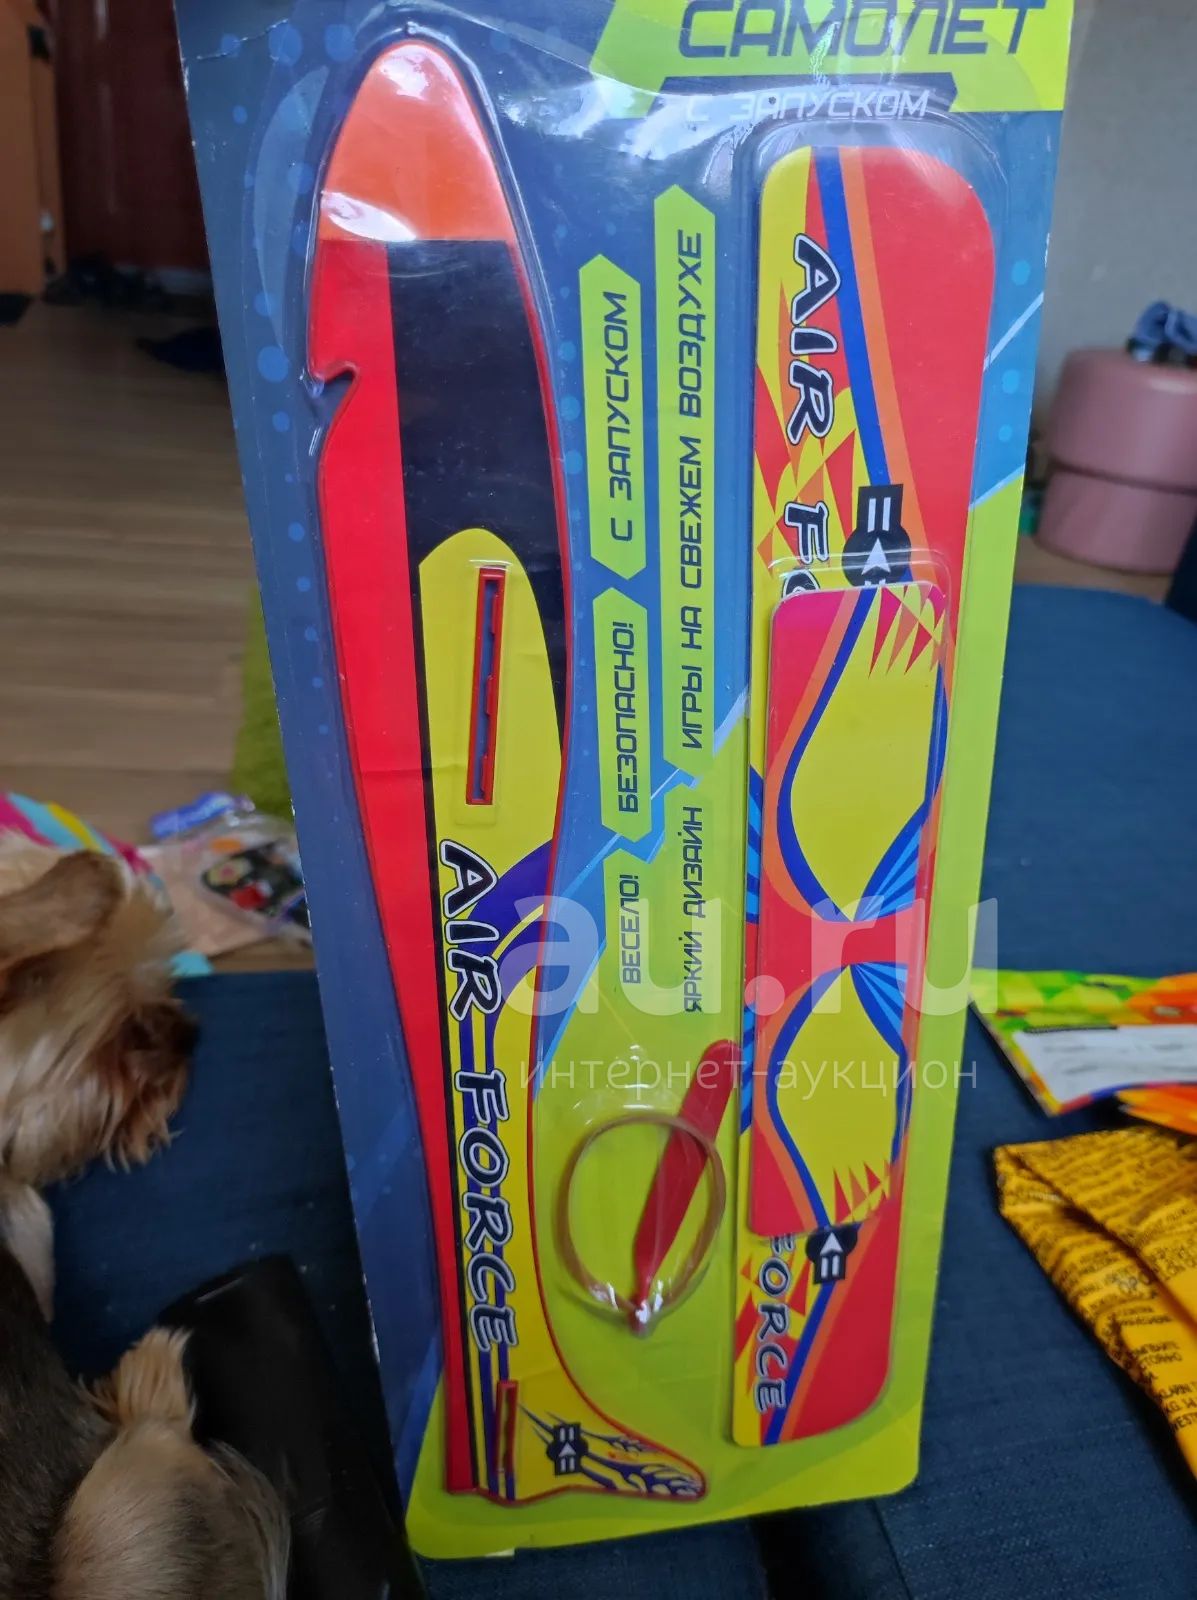 САМОЛЕТ
С ЗАПУСКОМ
С ЗАПУСКОМ
ИГРЫ НА СВЕЖЕМ ВОЗДУХЕ
БЕЗОПАСНО!
ВЕСЕЛО!
ЯРКИЙ ДИЗАЙН
AIR FORCE
AIR FO
FORCE
au.ru
интернет-аукцион